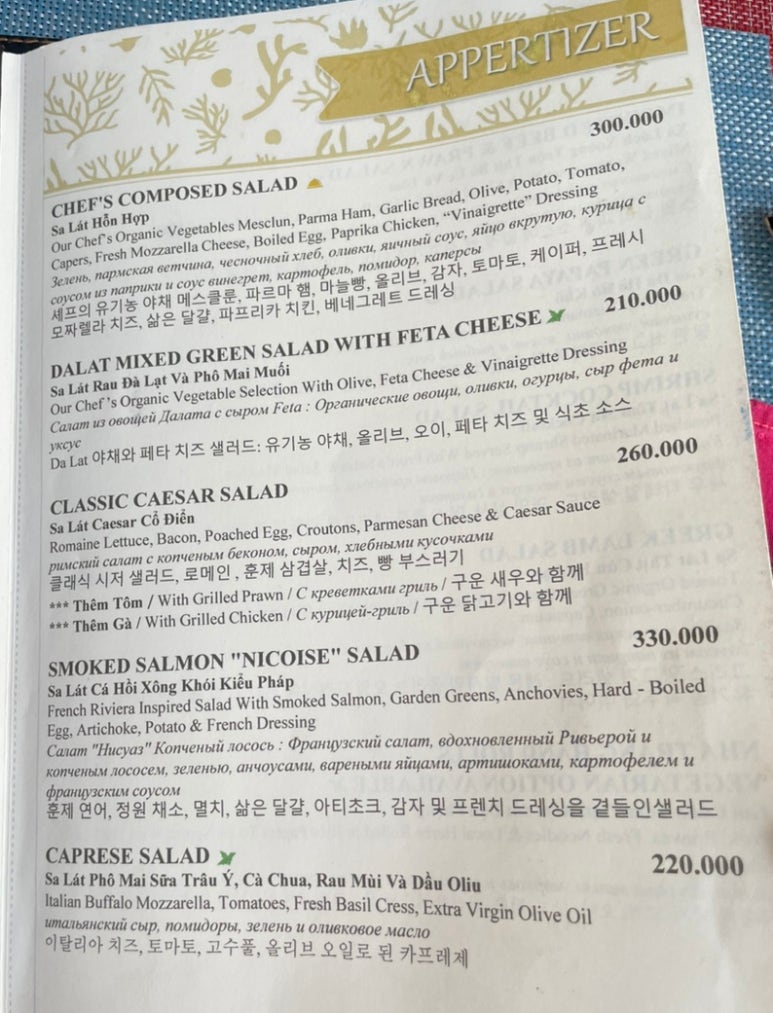 APPERTIZER
300.000
CHEF'S COMPOSED SALAD
Sa Lát Hỗn Hợp
Our Chef's Organic Vegetables Mesclun, Parma Ham, Garlic Bread, Olive, Potato, Tomato,
Capers, Fresh Mozzarella Cheese, Boiled Egg, Paprika Chicken, “Vinaigrette” Dressing
Зелень, пармская ветчина, чесночный хлеб, оливки, яичный соус, яйцо вкрутую, курица с
соусом из паприки и соус винегрет, картофель, помидор, каперсы
셰프의 유기농 야채 메스클룬, 파르마 햄, 마늘빵, 올리브, 감자, 토마토, 케이퍼, 프레시
모짜렐라 치즈, 삶은 달걀, 파프리카 치킨, 베네그레트 드레싱
210.000
DALAT MIXED GREEN SALAD WITH FETA CHEESE
Sa Lát Rau Đà Lạt Và Phô Mai Muối
Our Chef's Organic Vegetable Selection With Olive, Feta Cheese & Vinaigrette Dressing
Салат из овощей Далата с сыром Feta : Органические овощи, оливки, огурцы, сыр фета и
уксус
Da Lat 야채와 페타 치즈 샐러드: 유기농 야채, 올리브, 오이, 페타 치즈 및 식초 소스
260.000
CLASSIC CAESAR SALAD
Sa Lát Caesar Cổ Điển
Romaine Lettuce, Bacon, Poached Egg, Croutons, Parmesan Cheese & Caesar Sauce
римский салат с копченым беконом, сыром, хлебными кусочками
클래식 시저 샐러드, 로메인 , 훈제 삼겹살, 치즈, 빵 부스러기
*** Thêm Tôm / With Grilled Prawn / С креветками гриль / 구운 새우와 함께
*** Thêm Gà / With Grilled Chicken / С курицей-гриль / 구운 닭고기와 함께
330.000
SMOKED SALMON "NICOISE" SALAD
Sa Lát Cá Hồi Xông Khói Kiểu Pháp
French Riviera Inspired Salad With Smoked Salmon, Garden Greens, Anchovies, Hard - Boiled
Egg, Artichoke, Potato & French Dressing
Салат "Нисуаз" Копченый лосось : Французский салат, вдохновленный Ривьерой и
копченым лососем, зеленью, анчоусами, вареными яйцами, артишоками, картофелем и
французским соусом
훈제 연어, 정원 채소, 멸치, 삶은 달걀, 아티초크, 감자 및 프렌치 드레싱을 곁들인샐러드
CAPRESE SALAD
220.000
Sa Lát Phô Mai Sữa Trâu Ý, Cà Chua, Rau Mùi Và Dầu Oliu
Italian Buffalo Mozzarella, Tomatoes, Fresh Basil Cress, Extra Virgin Olive Oil
итальянский сыр, помидоры, зелень и оливковое масло
이탈리아 치즈, 토마토, 고수풀, 올리브 오일로 된 카프레제